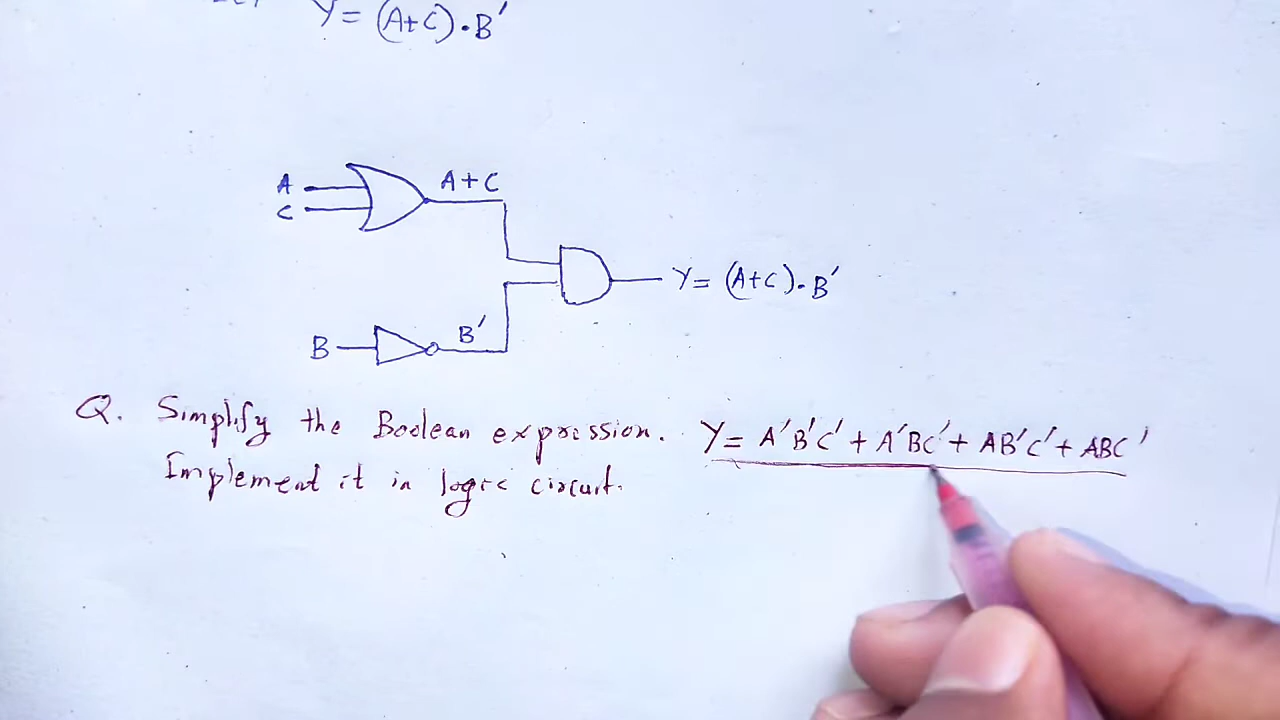 Y = (A+C)·B'
A
C
A+C
Y = (A+C)·B'
B
B'
Q. Simplify the Boolean expression. Y = A'B'C' + A'BC' + AB'C' + ABC'
Implement it in logic circuit.